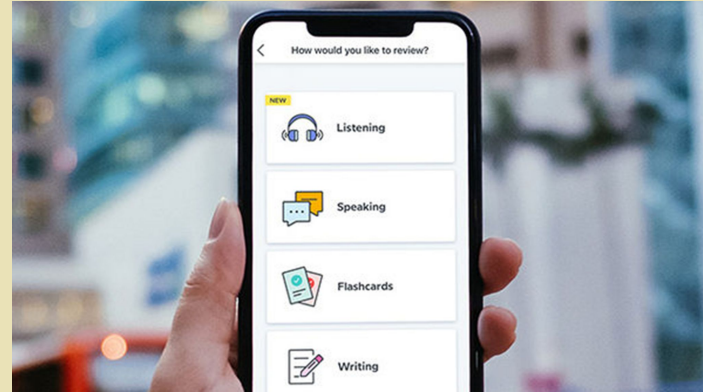 How would you like to review?
NEW
Listening
Speaking
Flashcards
Writing